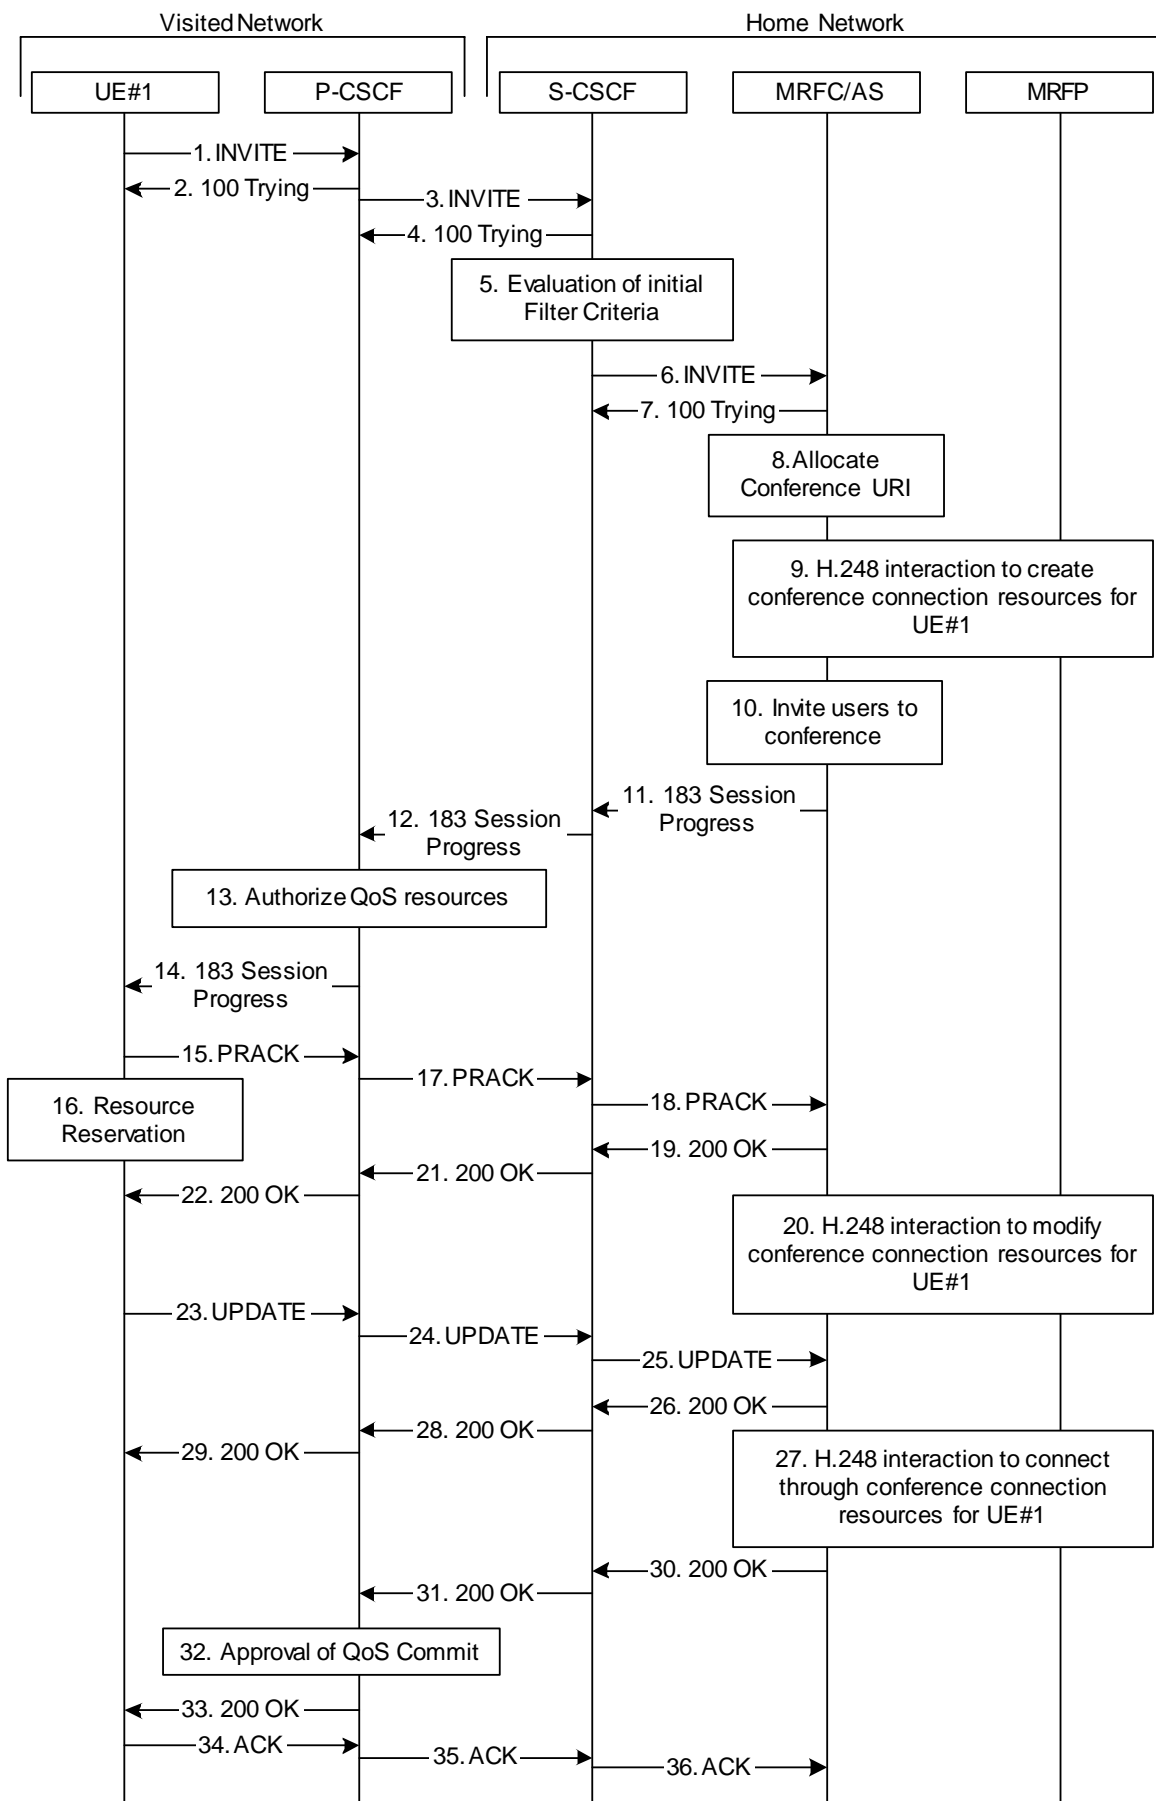 Visited Network
Home Network
UE#1
P-CSCF
S-CSCF
MRFC/AS
MRFP
1. INVITE
2. 100 Trying
3. INVITE
4. 100 Trying
5. Evaluation of initial
Filter Criteria
6. INVITE
7. 100 Trying
8. Allocate
Conference URI
9. H.248 interaction to create
conference connection resources for
UE#1
10. Invite users to
conference
11. 183 Session
Progress
12. 183 Session
Progress
13. Authorize QoS resources
14. 183 Session
Progress
15. PRACK
16. Resource
Reservation
17. PRACK
18. PRACK
19. 200 OK
20. H.248 interaction to modify
conference connection resources for
UE#1
21. 200 OK
22. 200 OK
23. UPDATE
24. UPDATE
25. UPDATE
26. 200 OK
27. H.248 interaction to connect
through conference connection
resources for UE#1
28. 200 OK
29. 200 OK
30. 200 OK
31. 200 OK
32. Approval of QoS Commit
33. 200 OK
34. ACK
35. ACK
36. ACK